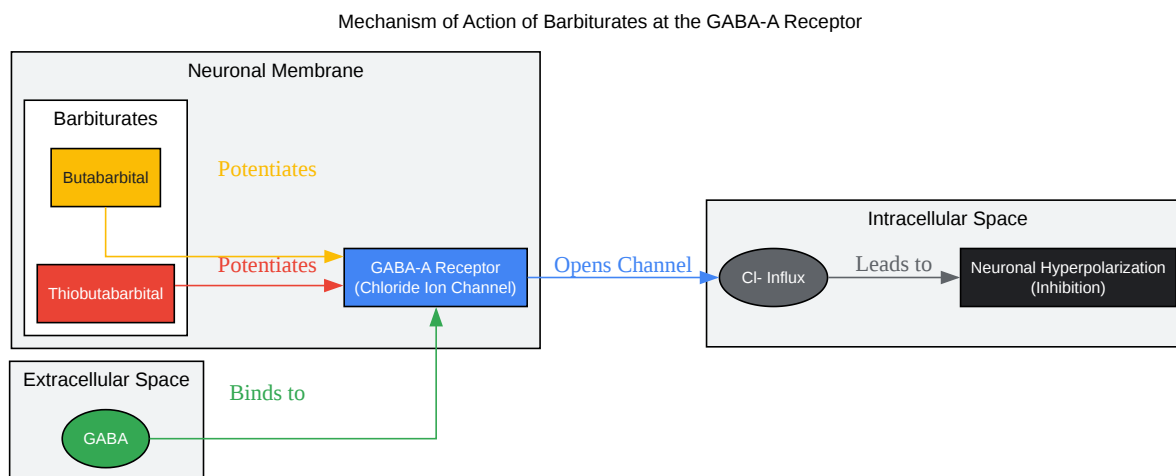 Mechanism of Action of Barbiturates at the GABA-A Receptor
Neuronal Membrane
Barbiturates
Butabarbital
Potentiates
Thiobutabarbital
Potentiates
GABA-A Receptor
(Chloride Ion Channel)
Opens Channel
Intracellular Space
Cl- Influx
Leads to
Neuronal Hyperpolarization
(Inhibition)
Extracellular Space
GABA
Binds to